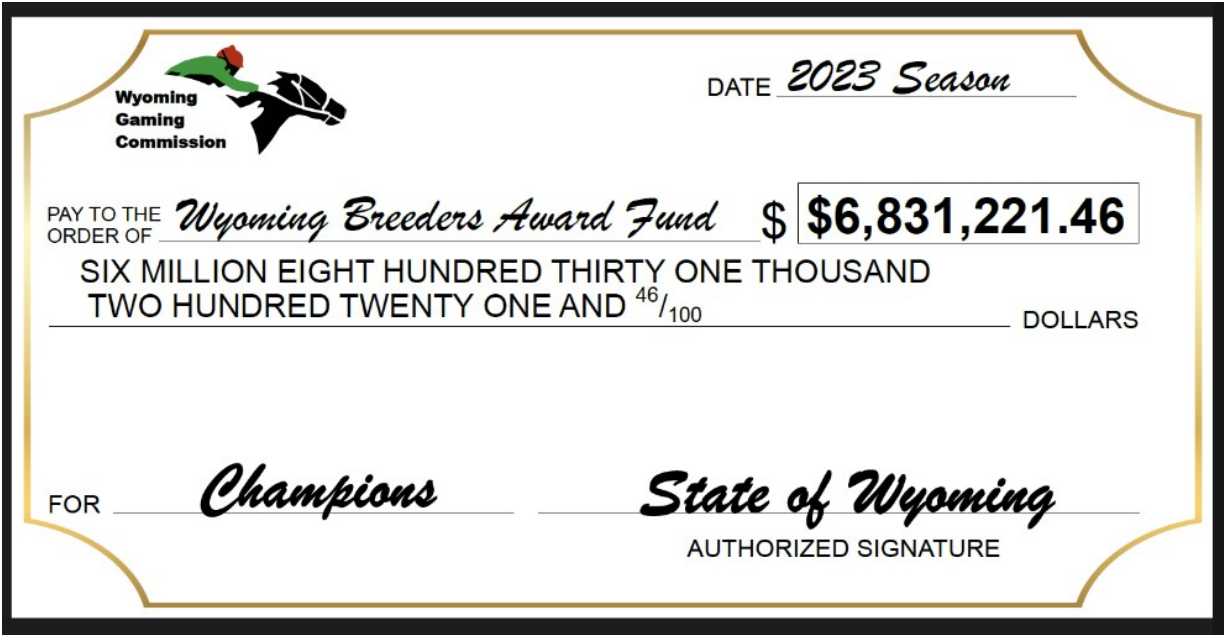 Wyoming
Gaming
Commission
DATE 2023 Season
PAY TO THE
ORDER OF Wyoming Breeders Award Fund $ $6,831,221.46
SIX MILLION EIGHT HUNDRED THIRTY ONE THOUSAND
TWO HUNDRED TWENTY ONE AND 46/100
DOLLARS
FOR Champions State of Wyoming
AUTHORIZED SIGNATURE